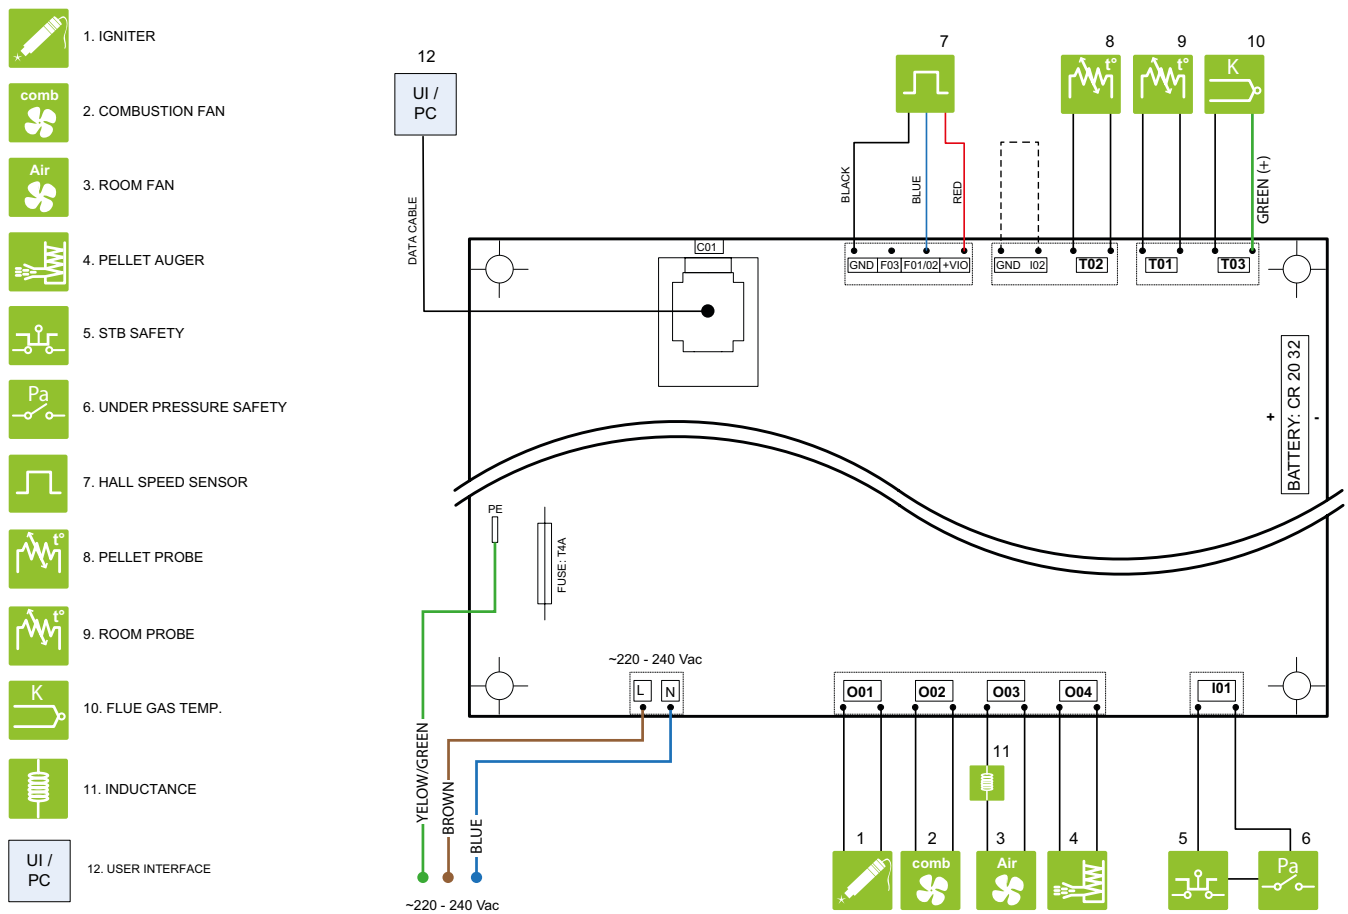 1. IGNITER
comb
2. COMBUSTION FAN
Air
3. ROOM FAN
4. PELLET AUGER
5. STB SAFETY
Pa
6. UNDER PRESSURE SAFETY
7. HALL SPEED SENSOR
t°
8. PELLET PROBE
t°
9. ROOM PROBE
K
10. FLUE GAS TEMP.
11. INDUCTANCE
UI /
PC
12. USER INTERFACE
12
UI /
PC
DATA CABLE
7
8
9
10
t°
t°
K
BLACK
BLUE
RED
GREEN (+)
C01
GND F03 F01/02 +VIO
GND I02
T02
T01
T03
BATTERY: CR 20 32
+
-
PE
FUSE: T4A
~220 - 240 Vac
L
N
O01
O02
O03
O04
I01
YELOW/GREEN
BROWN
BLUE
~220 - 240 Vac
11
1
2
3
4
5
6
comb
Air
Pa